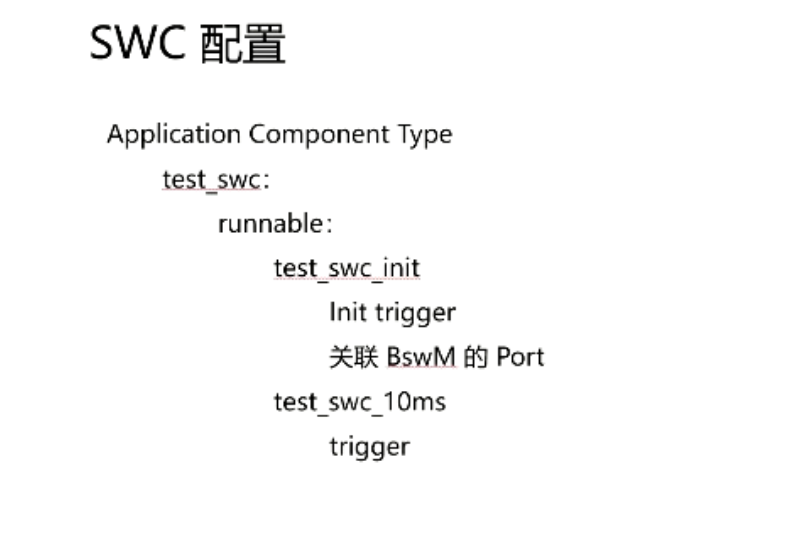 SWC 配置
Application Component Type
test_swc：
runnable：
test_swc_init
Init trigger
关联 BswM 的 Port
test_swc_10ms
trigger